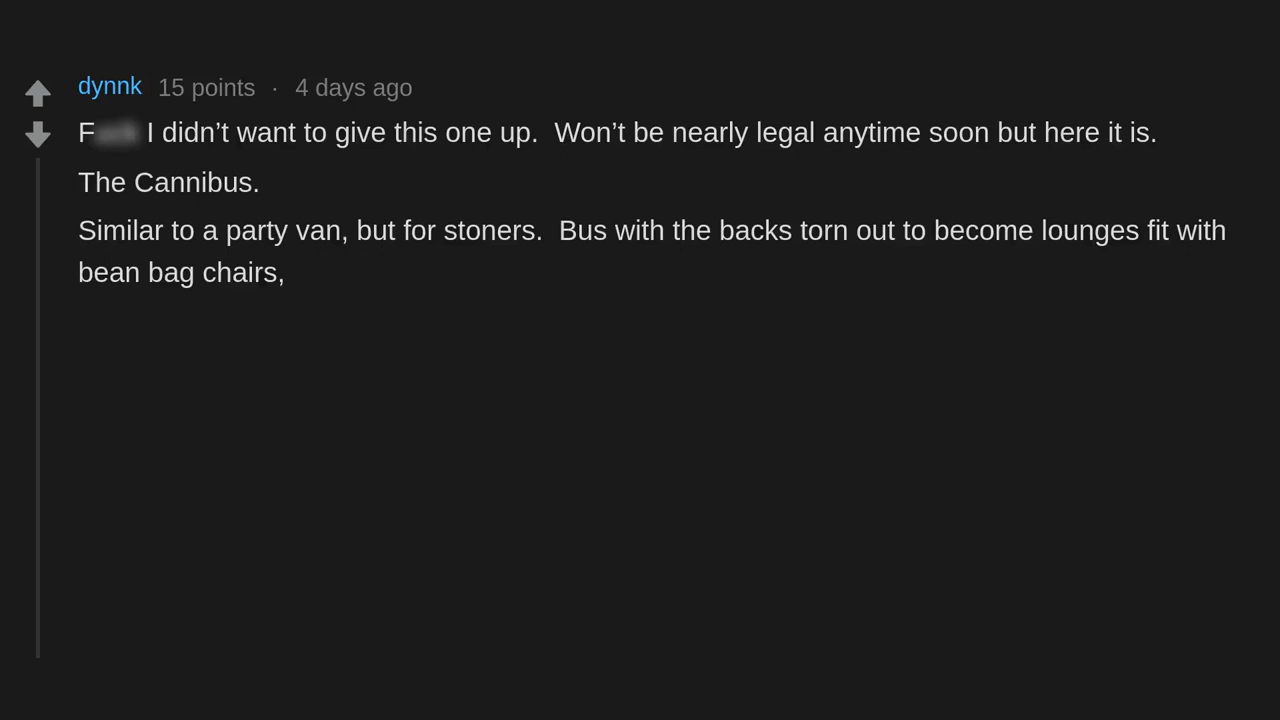 dynnk 15 points · 4 days ago
F I didn’t want to give this one up. Won’t be nearly legal anytime soon but here it is.
The Cannibus.
Similar to a party van, but for stoners. Bus with the backs torn out to become lounges fit with
bean bag chairs,